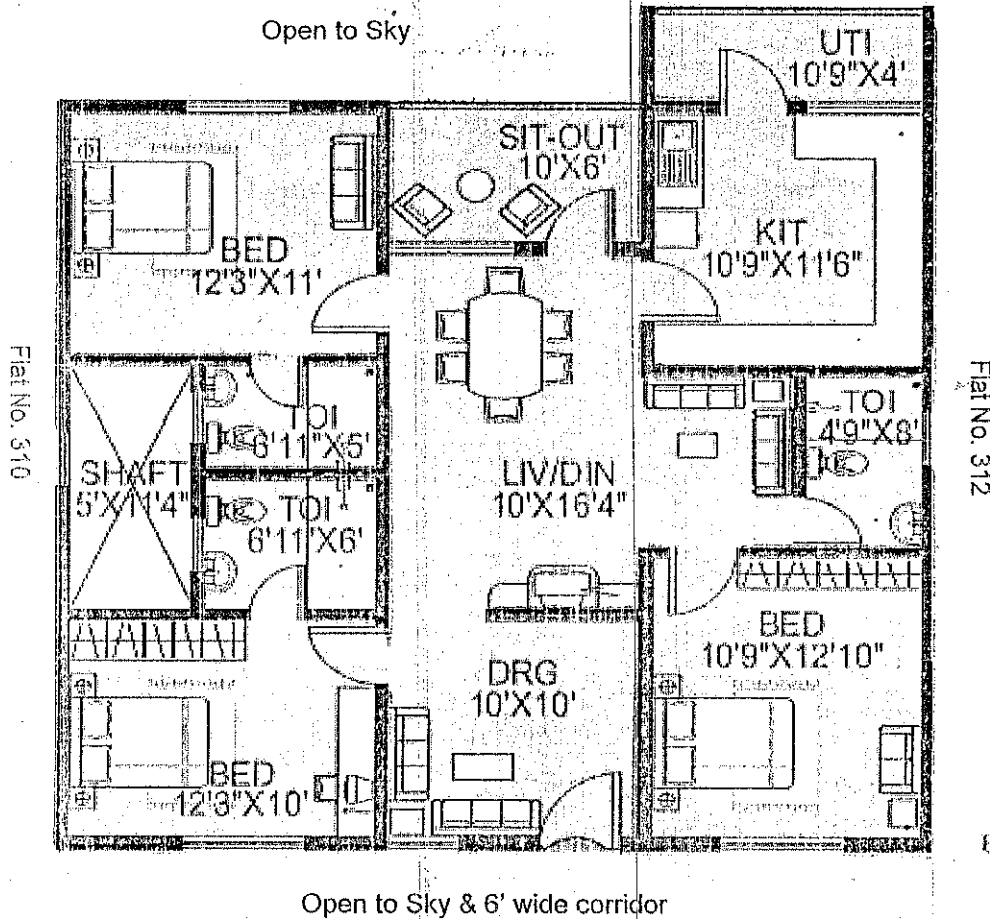 Open to Sky
UTI
10'9"X4'
SIT-OUT
10'X6'
BED
12'3"X11'
KIT
10'9"X11'6"
Flat No. 310
Flat No. 312
TOI
6'11"X5'
TOI
4'9"X8'
SHAFT
5'X11'4"
LIV/DIN
10'X16'4"
TOI
6'11"X6'
BED
10'9"X12'10"
DRG
10'X10'
BED
12'3"X10'
Open to Sky & 6' wide corridor